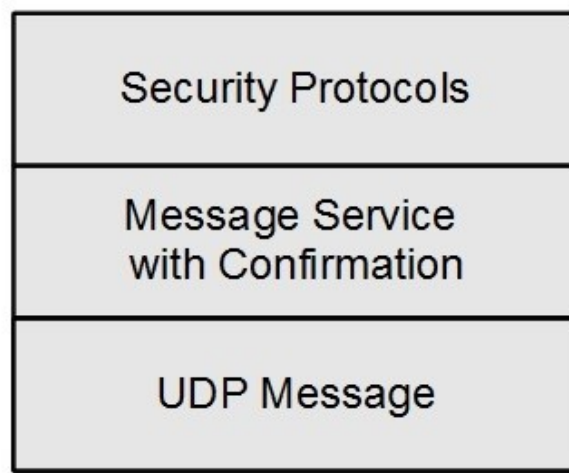 Security Protocols
Message Service
with Confirmation
UDP Message